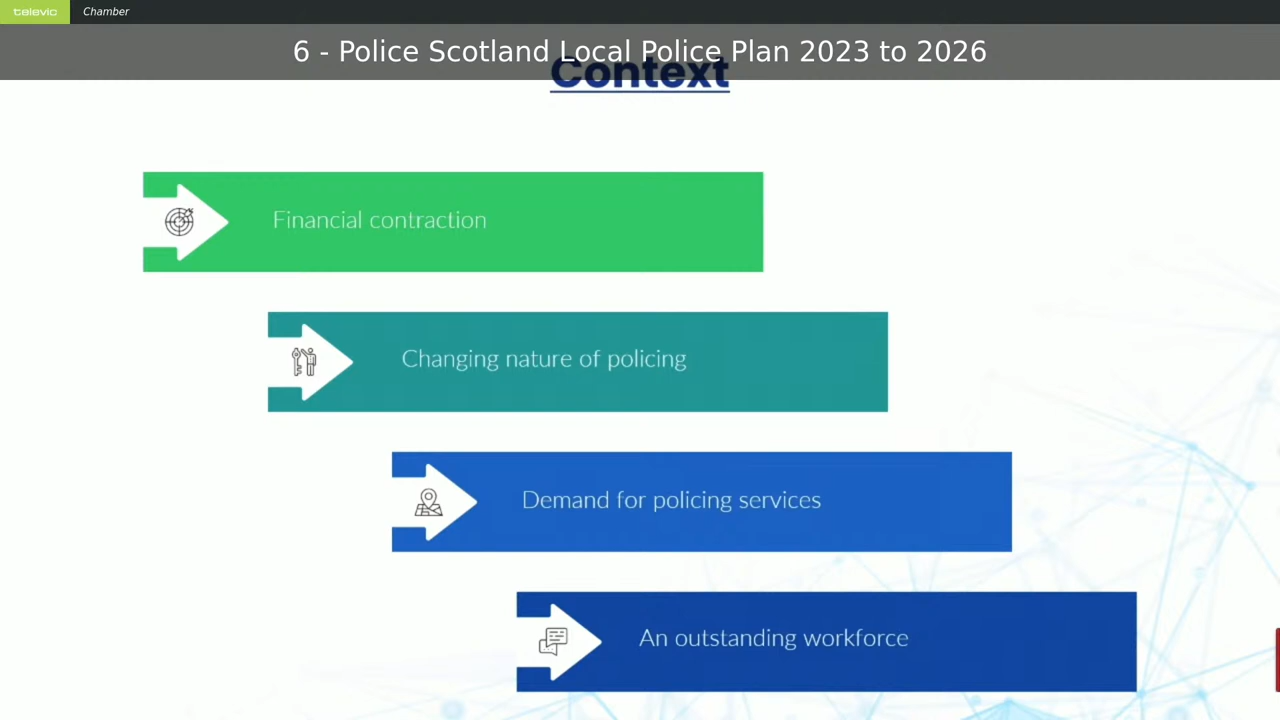 televic Chamber
6 - Police Scotland Local Police Plan 2023 to 2026
Context
Financial contraction
Changing nature of policing
Demand for policing services
An outstanding workforce